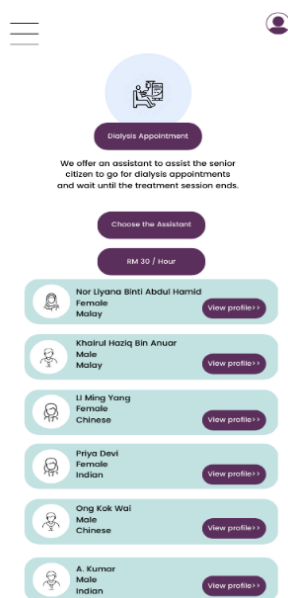 Dialysis Appointment
We offer an assistant to assist the senior
citizen to go for dialysis appointments
and wait until the treatment session ends.
Choose the Assistant
RM 30 / Hour
Nor Liyana Binti Abdul Hamid
Female
Malay
View profile>>
Khairul Haziq Bin Anuar
Male
Malay
View profile>>
LI Ming Yang
Female
Chinese
View profile>>
Priya Devi
Female
Indian
View profile>>
Ong Kok Wai
Male
Chinese
View profile>>
A. Kumar
Male
Indian
View profile>>